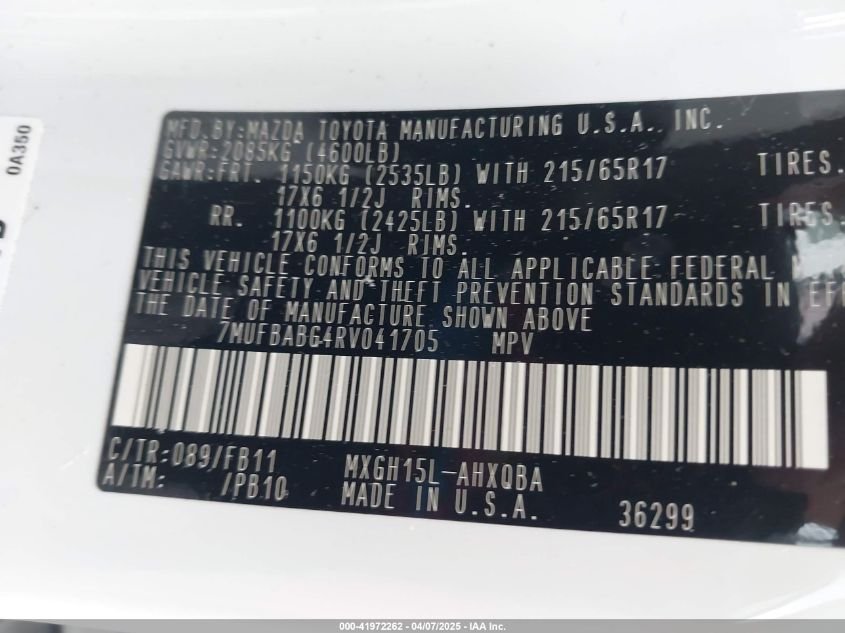 MFD.BY:MAZDA TOYOTA MANUFACTURING U.S.A., INC.
GVWR:2085KG (4600LB)
GAWR:FRT. 1150KG (2535LB) WITH 215/65R17 TIRES.
17X6 1/2J RIMS.
RR. 1100KG (2425LB) WITH 215/65R17 TIRES.
17X6 1/2J RIMS.
THIS VEHICLE CONFORMS TO ALL APPLICABLE FEDERAL
VEHICLE SAFETY AND THEFT PREVENTION STANDARDS IN EFF
THE DATE OF MANUFACTURE SHOWN ABOVE
7MUFBABG4RV041705 MPV
C/TR:089/FB11 MXGH15L-AHXQBA
A/TM: /PB10 MADE IN U.S.A.
36299
0A350
000-41972262 - 04/07/2025 - IAA Inc.